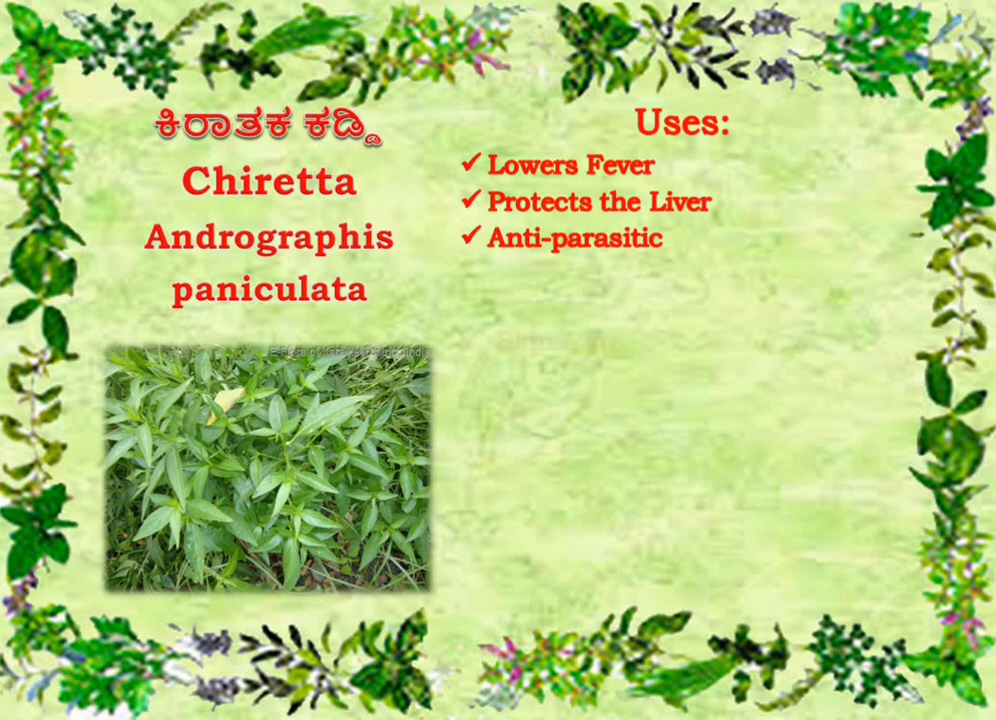 ಕಿರಾತಕ ಕಡ್ಡಿ
Chiretta
Andrographis
paniculata
Uses:
✓ Lowers Fever
✓ Protects the Liver
✓ Anti-parasitic